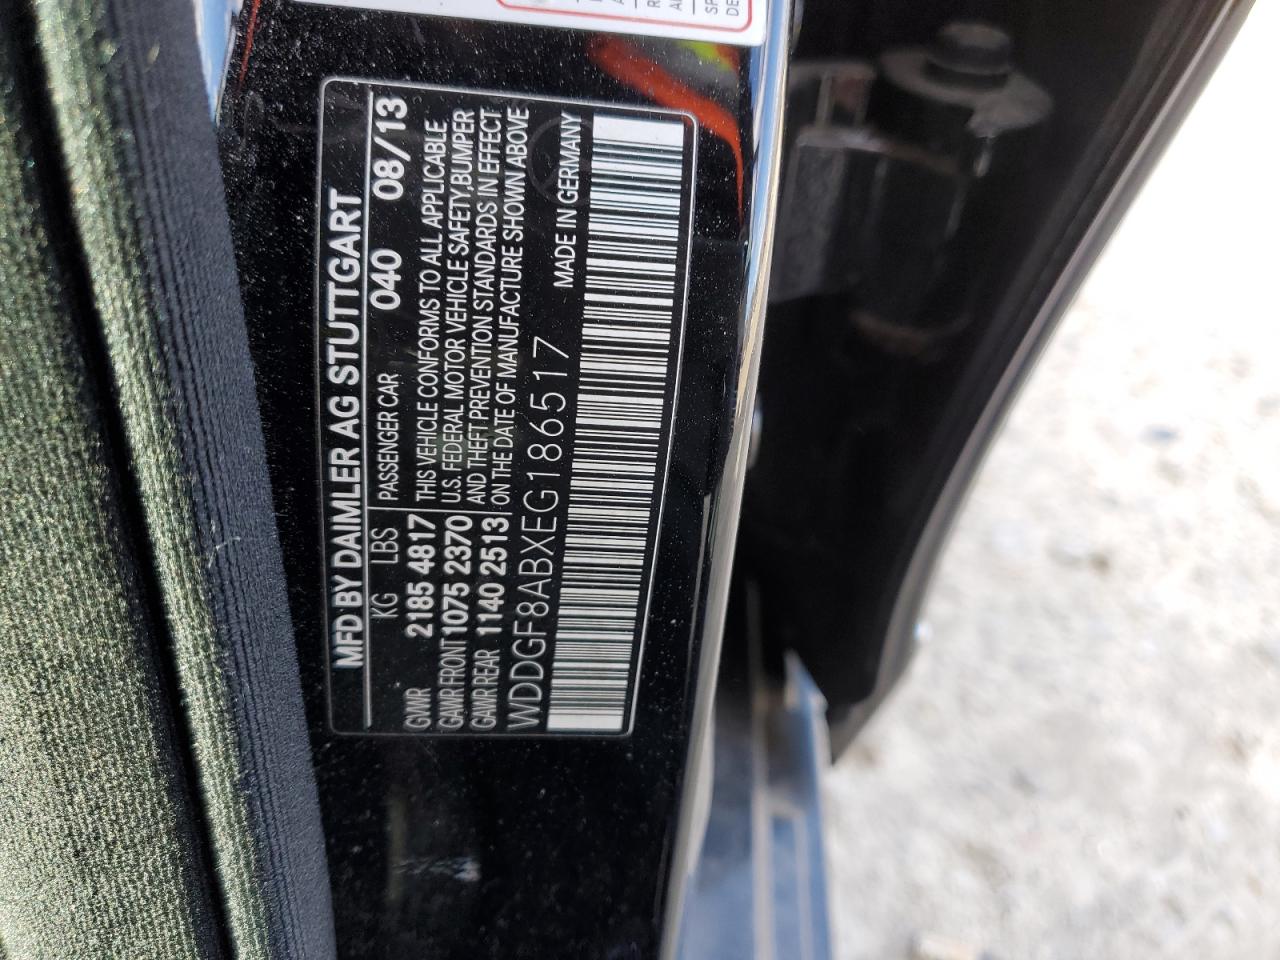 MFD BY DAIMLER AG STUTTGART
KG LBS PASSENGER CAR 040 08/13
GVWR 2185 4817 THIS VEHICLE CONFORMS TO ALL APPLICABLE
GAWR FRONT 1075 2370 U.S. FEDERAL MOTOR VEHICLE SAFETY,BUMPER
GAWR REAR 1140 2513 AND THEFT PREVENTION STANDARDS IN EFFECT
ON THE DATE OF MANUFACTURE SHOWN ABOVE
WDDGF8ABXEG186517 MADE IN GERMANY